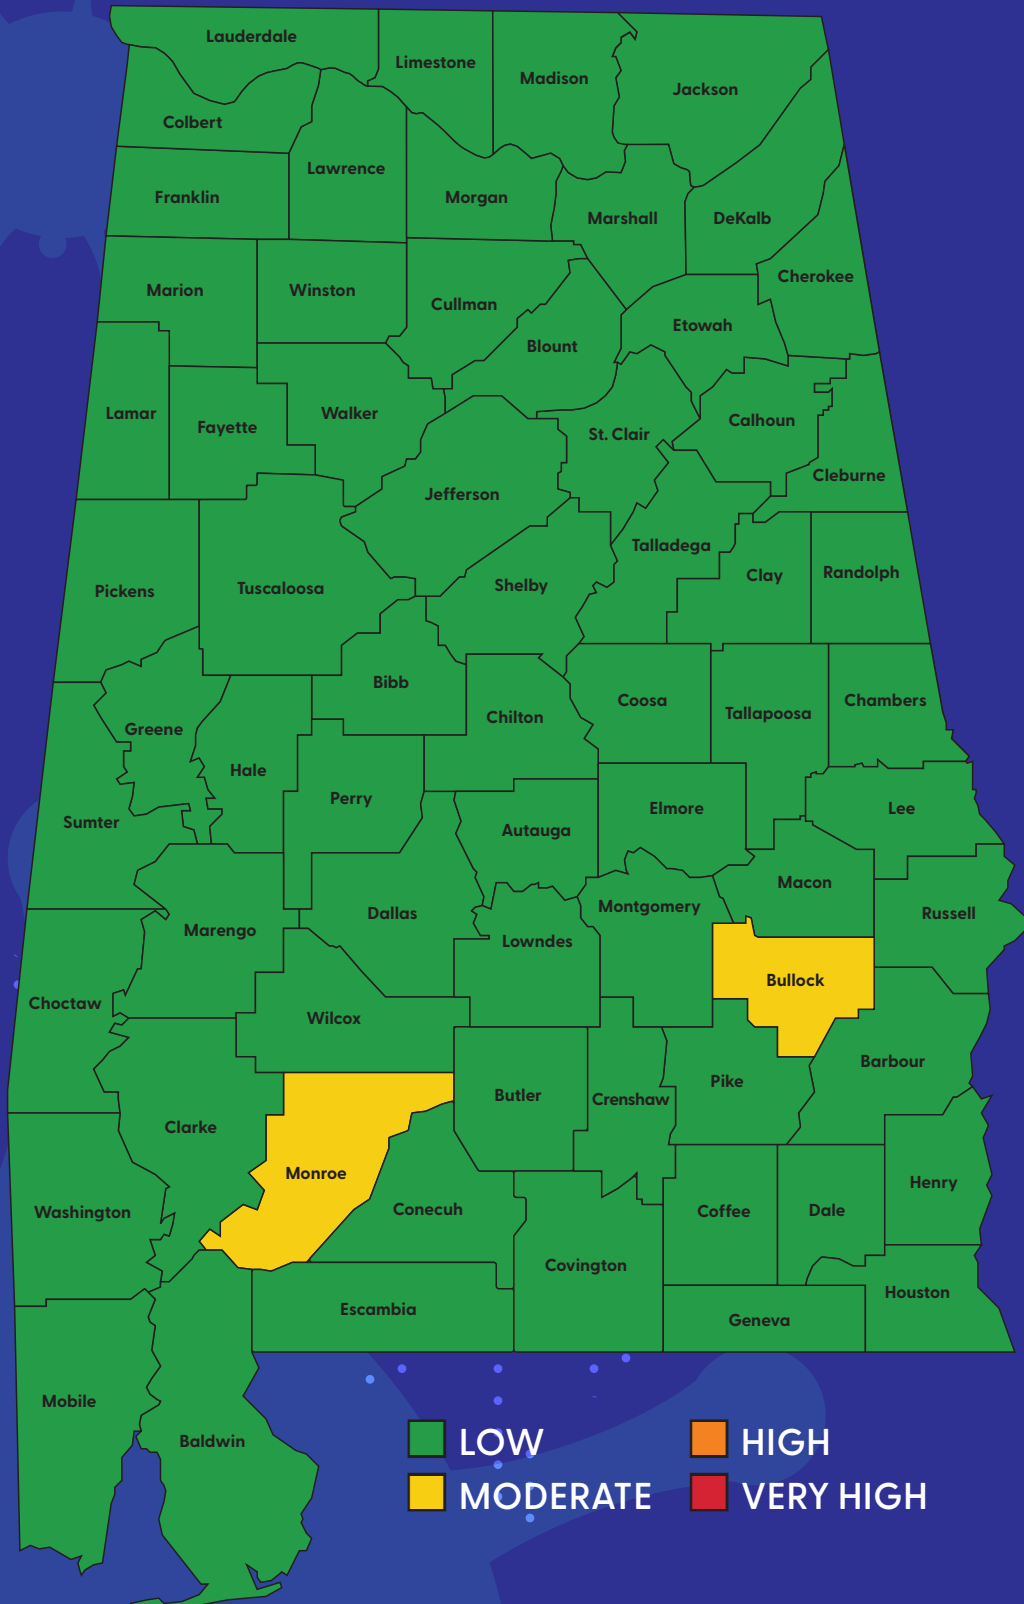 Lauderdale
Limestone
Madison
Jackson
Colbert
Lawrence
Franklin
Morgan
Marshall
DeKalb
Cherokee
Marion
Winston
Cullman
Etowah
Blount
Lamar
Fayette
Walker
St. Clair
Calhoun
Cleburne
Jefferson
Talladega
Clay
Randolph
Pickens
Tuscaloosa
Shelby
Bibb
Coosa
Tallapoosa
Chambers
Greene
Chilton
Hale
Perry
Sumter
Autauga
Elmore
Lee
Macon
Marengo
Dallas
Montgomery
Russell
Lowndes
Bullock
Choctaw
Wilcox
Barbour
Butler
Crenshaw
Pike
Clarke
Monroe
Henry
Washington
Conecuh
Coffee
Dale
Covington
Houston
Escambia
Geneva
Mobile
Baldwin
LOW
HIGH
MODERATE
VERY HIGH